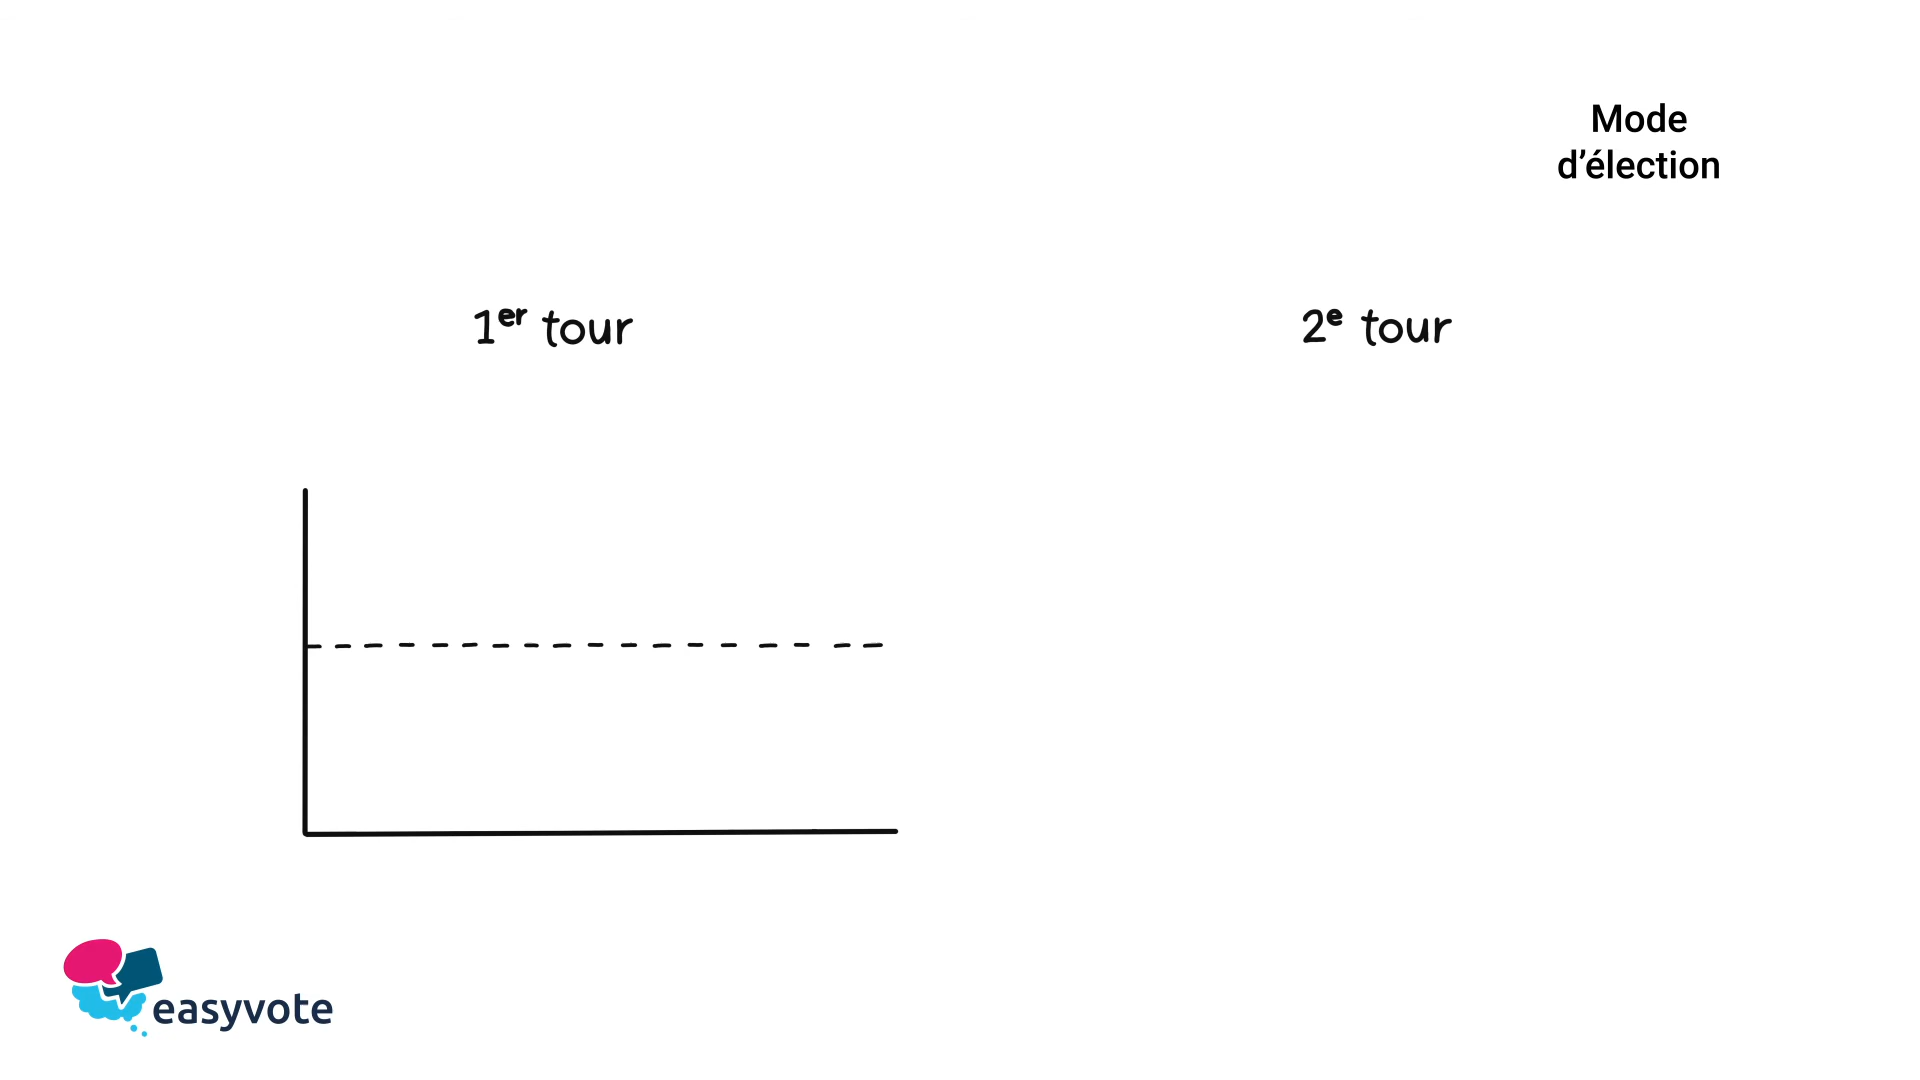 Mode
d’élection
1er tour
2e tour
easyvote